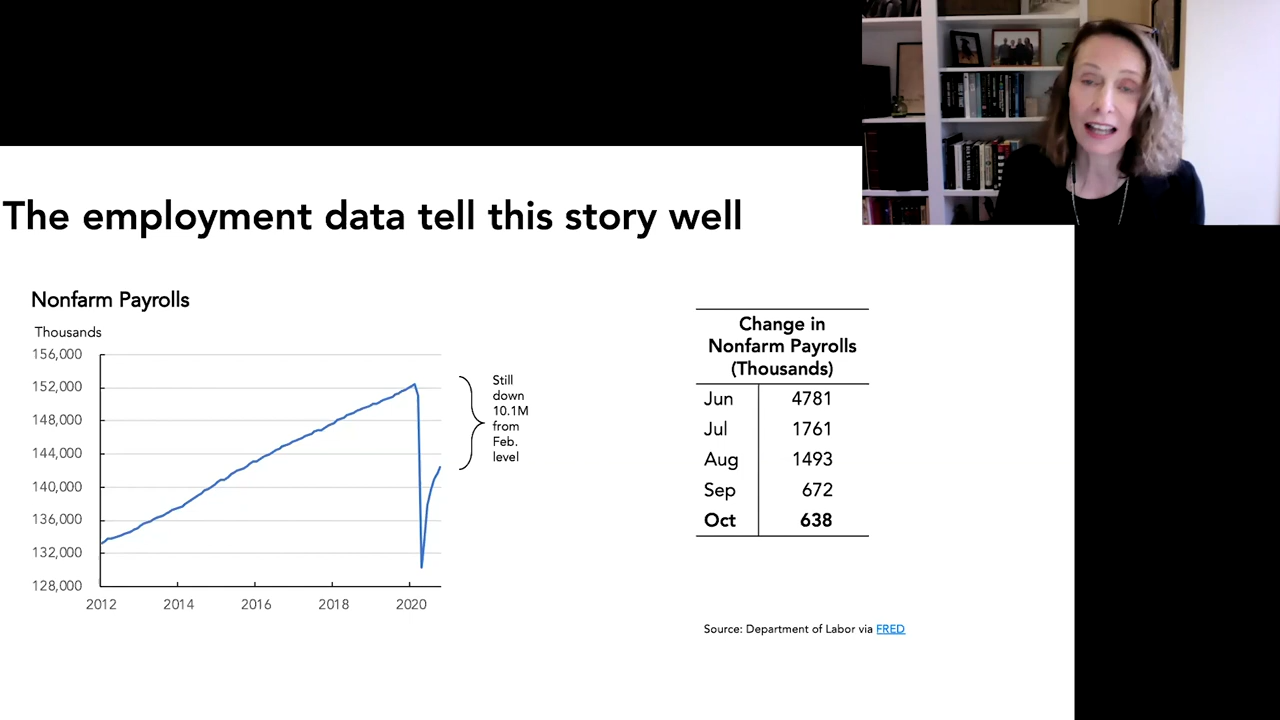 The employment data tell this story well
Nonfarm Payrolls
Thousands
156,000
152,000
148,000
144,000
140,000
136,000
132,000
128,000
2012 2014 2016 2018 2020
Still
down
10.1M
from
Feb.
level
Change in
Nonfarm Payrolls
(Thousands)
Jun 4781
Jul 1761
Aug 1493
Sep 672
Oct 638
Source: Department of Labor via FRED